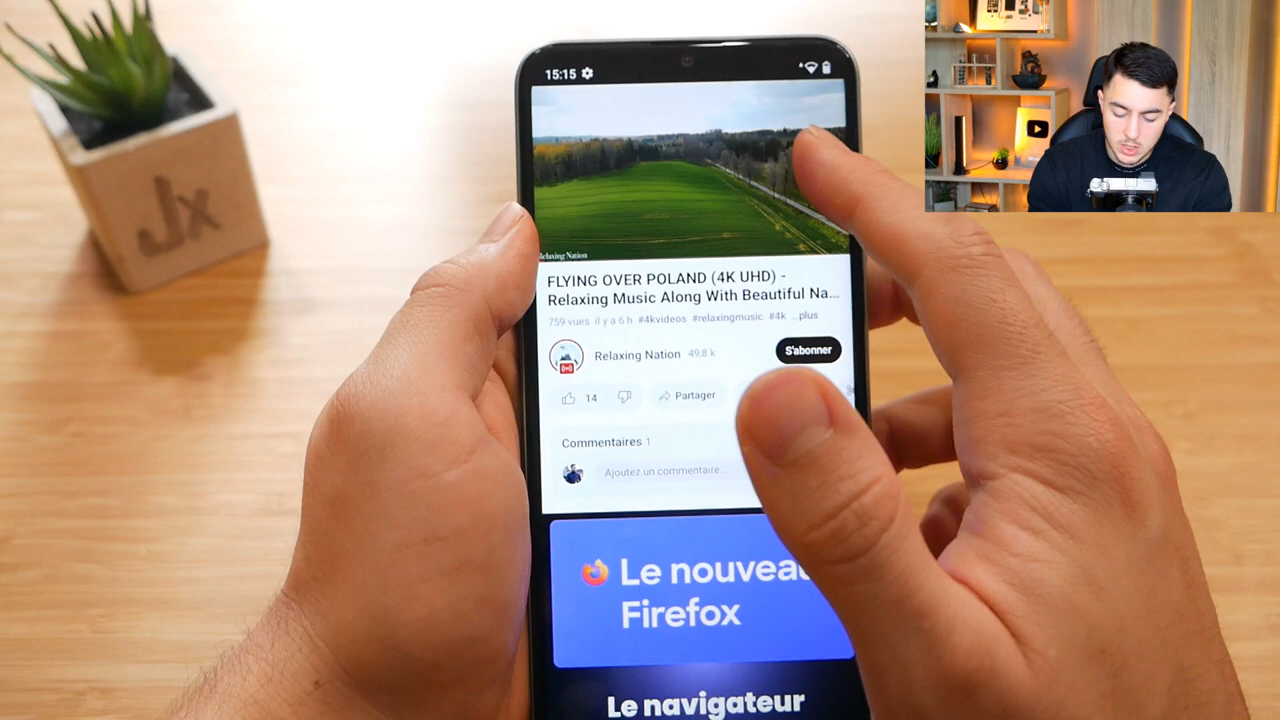 Jx
15:15
Relaxing Nation
FLYING OVER POLAND (4K UHD) -
Relaxing Music Along With Beautiful Na...
759 vues il y a 6 h #4kvideos #relaxingmusic #4k ...plus
Relaxing Nation 49,8 k
S'abonner
14
Partager
Commentaires 1
Ajoutez un commentaire...
Le nouveau
Firefox
Le navigateur